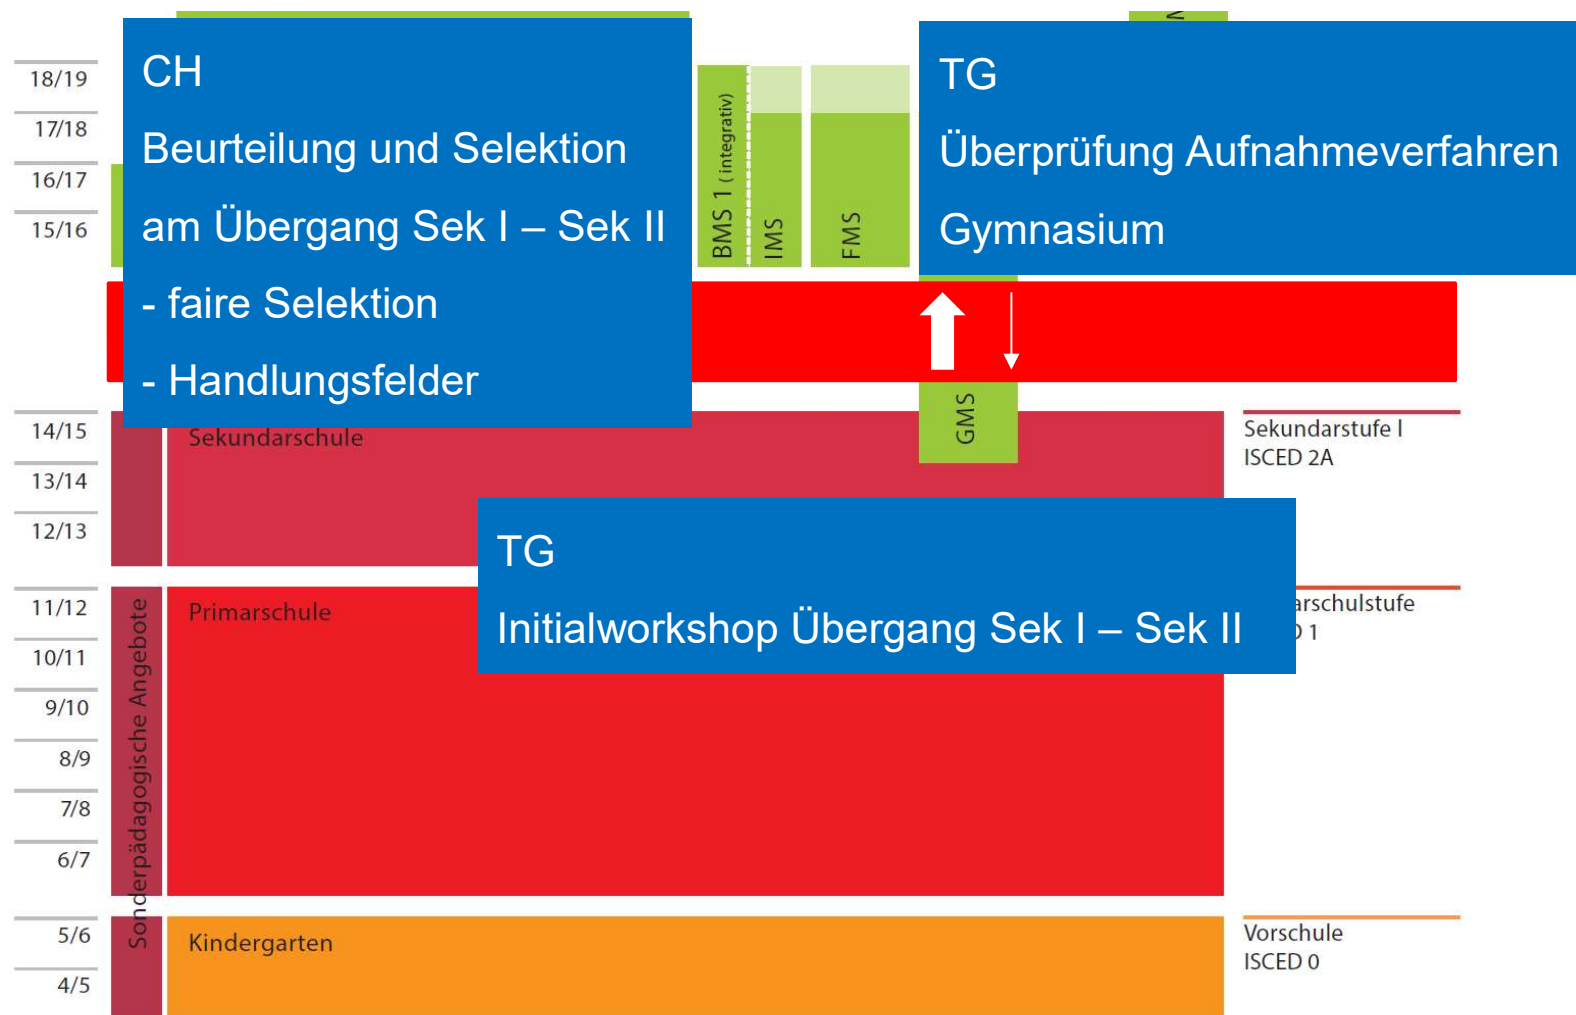 CH
Beurteilung und Selektion
am Übergang Sek I – Sek II
- faire Selektion
- Handlungsfelder
TG
Überprüfung Aufnahmeverfahren
Gymnasium
18/19
17/18
16/17
15/16
BMS 1 (integrativ)
IMS
FMS
GMS
14/15
13/14
12/13
Sekundarschule
Sekundarstufe I
ISCED 2A
TG
Initialworkshop Übergang Sek I – Sek II
11/12
10/11
9/10
8/9
7/8
6/7
Sonderpädagogische Angebote
Primarschule
1
5/6
4/5
Kindergarten
Vorschule
ISCED 0